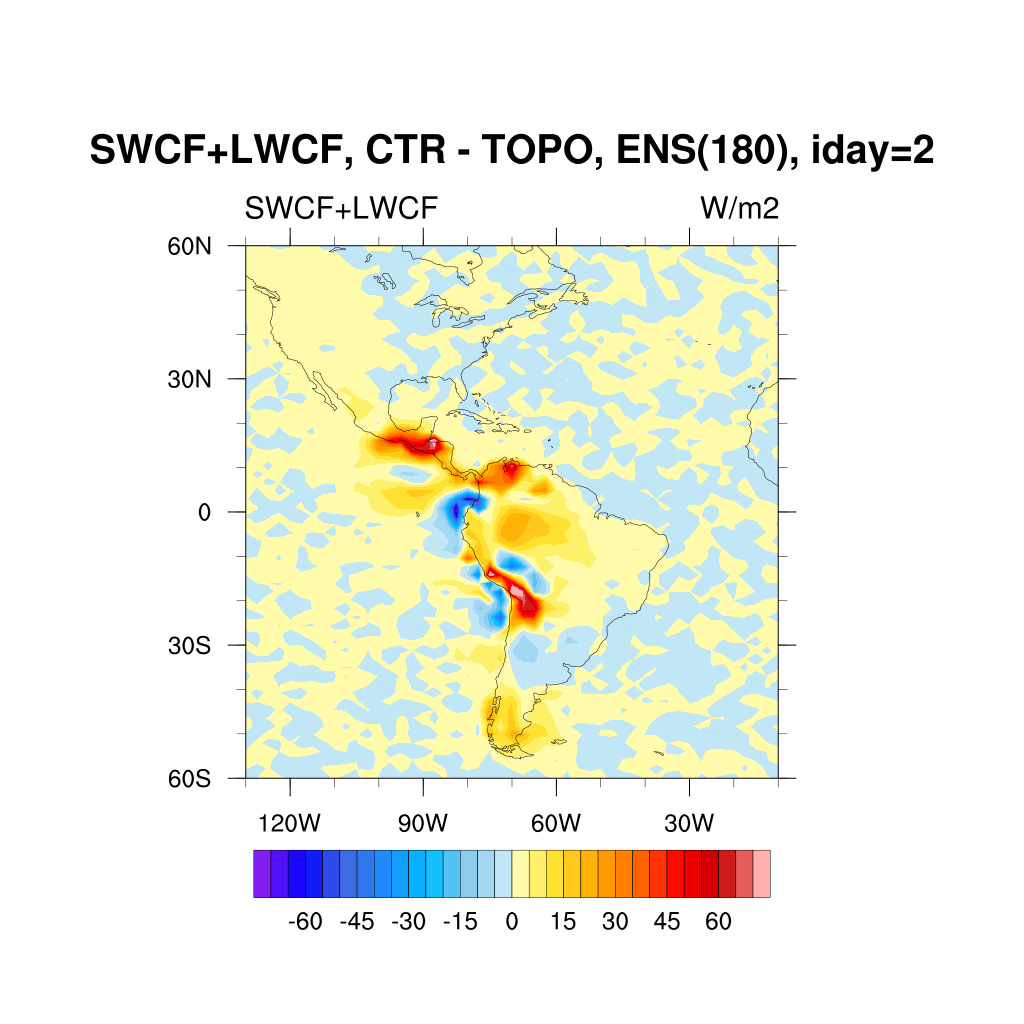 SWCF+LWCF, CTR - TOPO, ENS(180), iday=2
SWCF+LWCF W/m2
60N
30N
0
30S
60S
120W 90W 60W 30W
-60 -45 -30 -15 0 15 30 45 60